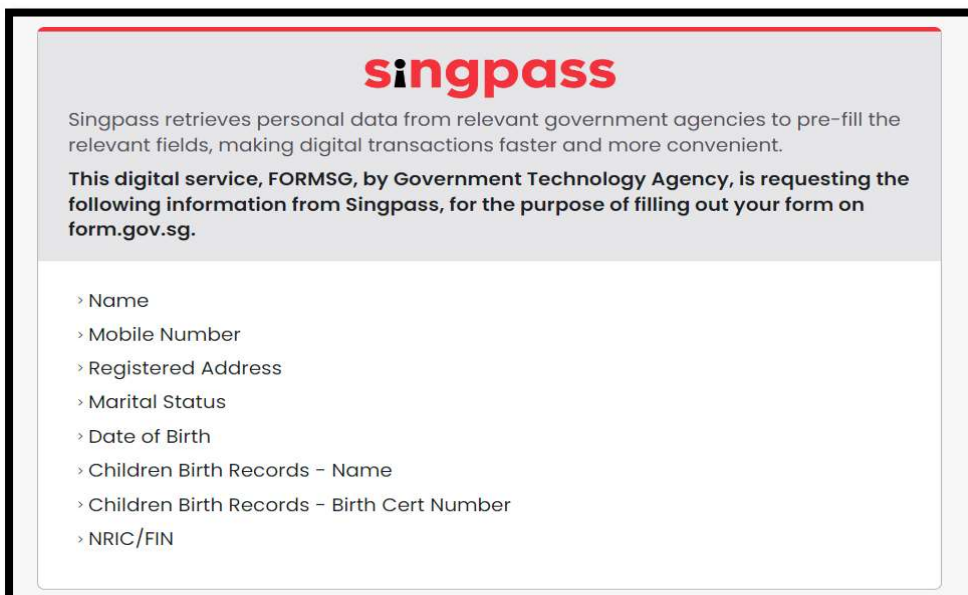 singpass
Singpass retrieves personal data from relevant government agencies to pre-fill the
relevant fields, making digital transactions faster and more convenient.
This digital service, FORMSG, by Government Technology Agency, is requesting the
following information from Singpass, for the purpose of filling out your form on
form.gov.sg.
› Name
› Mobile Number
› Registered Address
› Marital Status
› Date of Birth
› Children Birth Records - Name
› Children Birth Records - Birth Cert Number
› NRIC/FIN